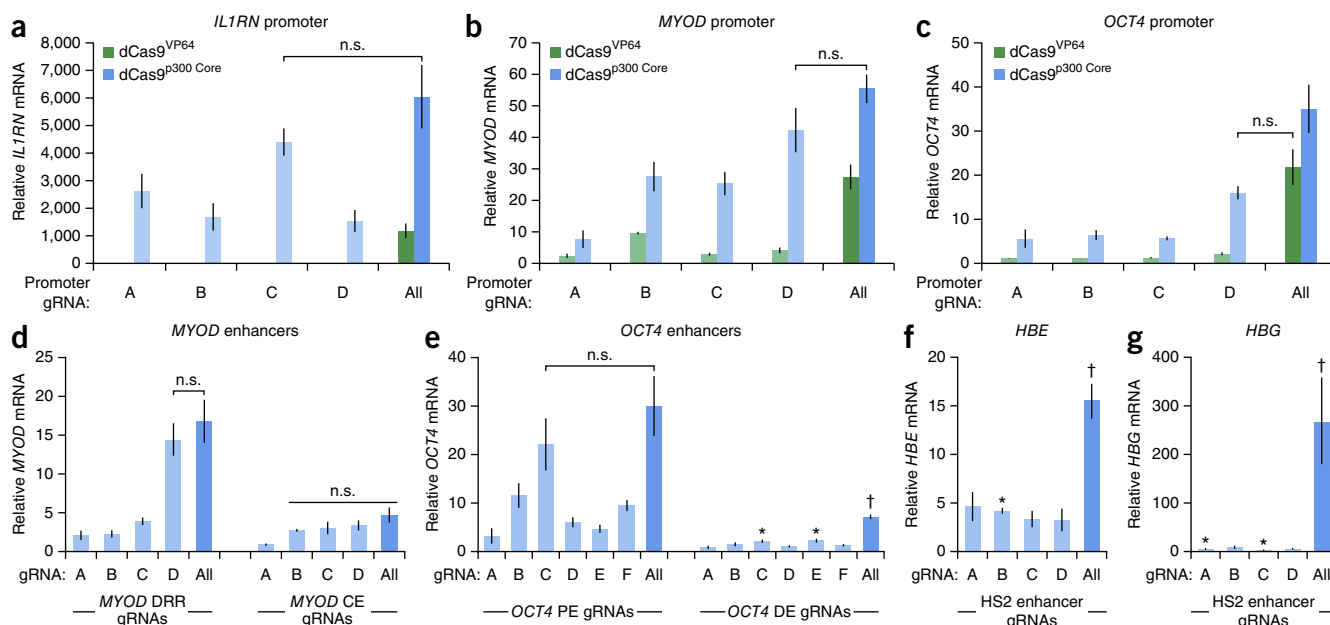 a
IL1RN promoter
dCas9VP64
dCas9p300 Core
n.s.
Relative IL1RN mRNA
8,000
7,000
6,000
5,000
4,000
3,000
2,000
1,000
0
Promoter gRNA:
A B C D All
b
MYOD promoter
dCas9VP64
dCas9p300 Core
n.s.
Relative MYOD mRNA
70
60
50
40
30
20
10
0
Promoter gRNA:
A B C D All
c
OCT4 promoter
dCas9VP64
dCas9p300 Core
n.s.
Relative OCT4 mRNA
50
40
30
20
10
0
Promoter gRNA:
A B C D All
d
MYOD enhancers
n.s.
n.s.
Relative MYOD mRNA
25
20
15
10
5
0
gRNA: A B C D All A B C D All
MYOD DRR gRNAs
MYOD CE gRNAs
e
OCT4 enhancers
n.s.
* * †
Relative OCT4 mRNA
40
30
20
10
0
gRNA: A B C D E F All A B C D E F All
OCT4 PE gRNAs
OCT4 DE gRNAs
f
HBE
* †
Relative HBE mRNA
20
15
10
5
0
gRNA: A B C D All
HS2 enhancer gRNAs
g
HBG
* * †
Relative HBG mRNA
400
300
200
100
0
gRNA: A B C D All
HS2 enhancer gRNAs